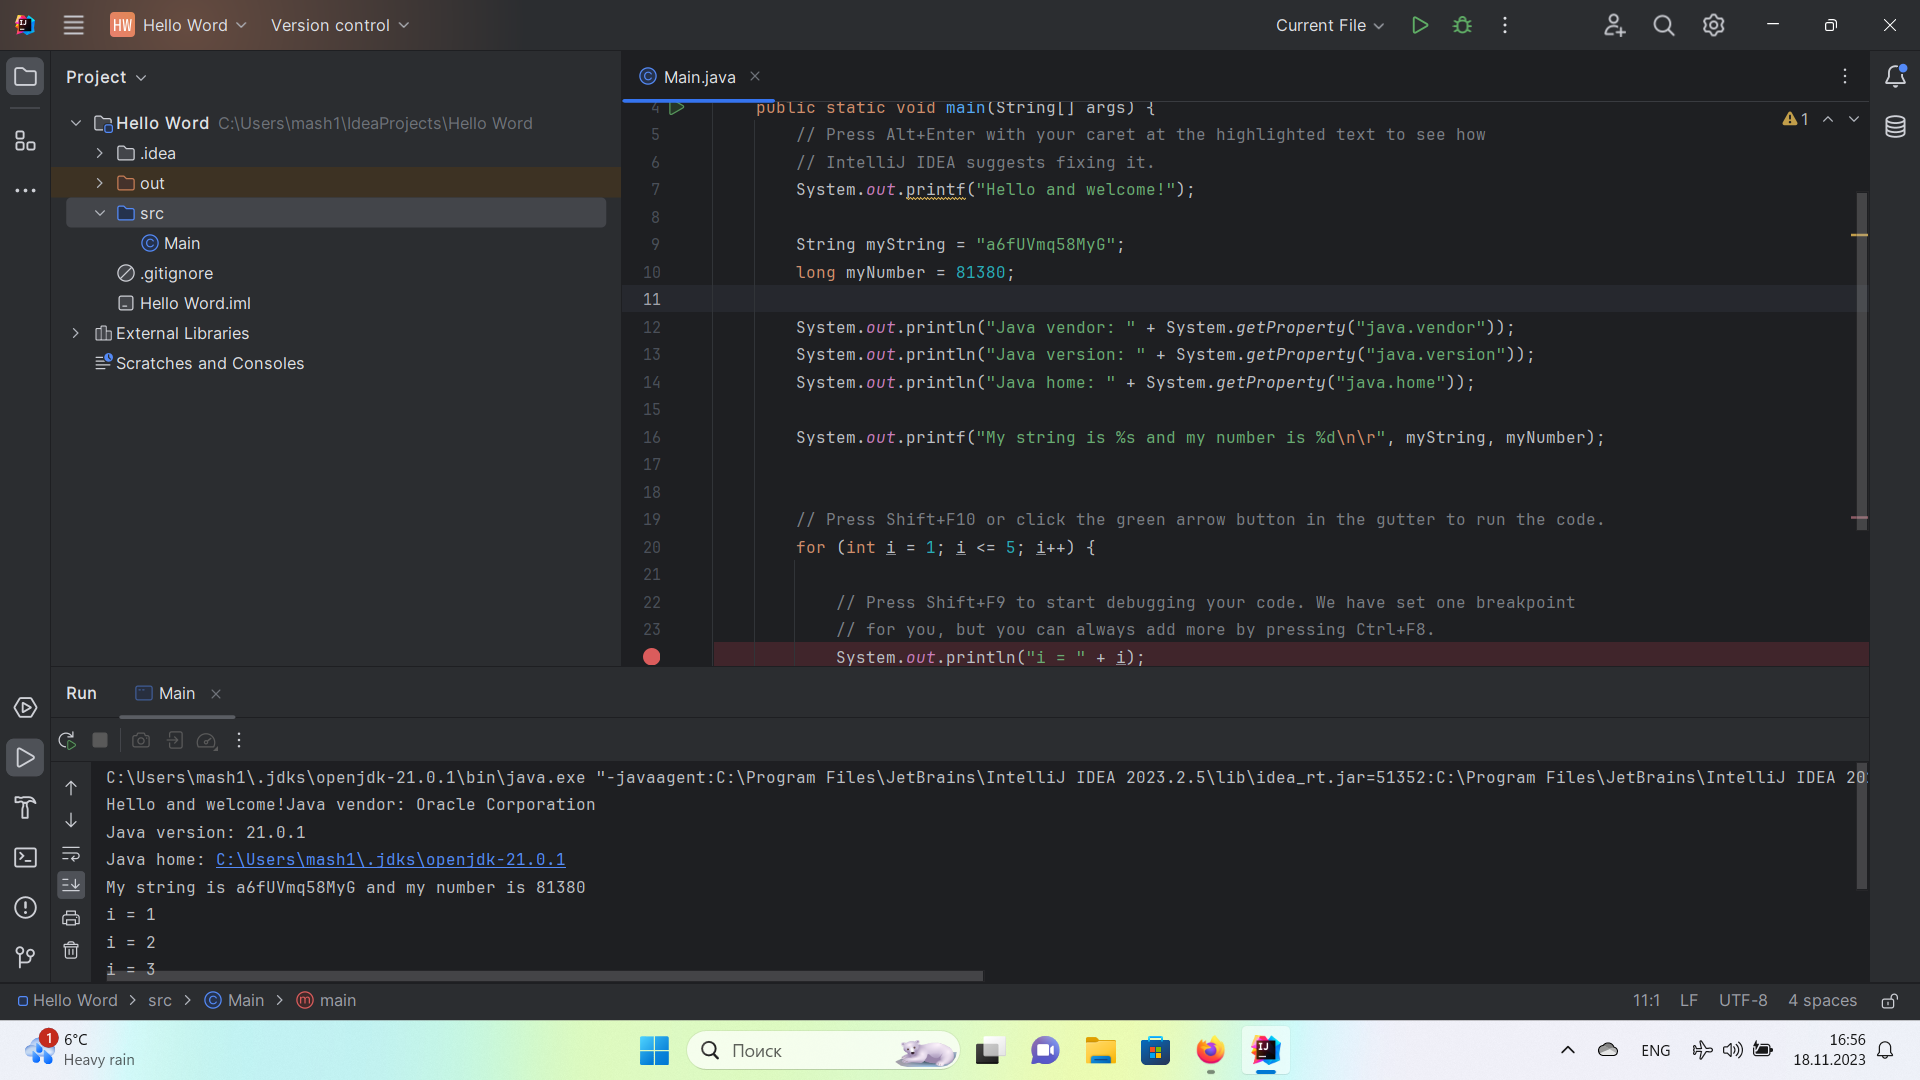 HW Hello Word Version control Current File
Project
Main.java
Hello Word C:\Users\mash1\IdeaProjects\Hello Word
.idea
out
src
Main
.gitignore
Hello Word.iml
External Libraries
Scratches and Consoles
4 public static void main(String[] args) {
1
5 // Press Alt+Enter with your caret at the highlighted text to see how
6 // IntelliJ IDEA suggests fixing it.
7 System.out.printf("Hello and welcome!");
8
9 String myString = "a6fUVmq58MyG";
10 long myNumber = 81380;
11
12 System.out.println("Java vendor: " + System.getProperty("java.vendor"));
13 System.out.println("Java version: " + System.getProperty("java.version"));
14 System.out.println("Java home: " + System.getProperty("java.home"));
15
16 System.out.printf("My string is %s and my number is %d\n\r", myString, myNumber);
17
18
19 // Press Shift+F10 or click the green arrow button in the gutter to run the code.
20 for (int i = 1; i <= 5; i++) {
21
22 // Press Shift+F9 to start debugging your code. We have set one breakpoint
23 // for you, but you can always add more by pressing Ctrl+F8.
System.out.println("i = " + i);
Run Main
C:\Users\mash1\.jdks\openjdk-21.0.1\bin\java.exe "-javaagent:C:\Program Files\JetBrains\IntelliJ IDEA 2023.2.5\lib\idea_rt.jar=51352:C:\Program Files\JetBrains\IntelliJ IDEA 20
Hello and welcome!Java vendor: Oracle Corporation
Java version: 21.0.1
Java home: C:\Users\mash1\.jdks\openjdk-21.0.1
My string is a6fUVmq58MyG and my number is 81380
i = 1
i = 2
i = 3
Hello Word src Main main 11:1 LF UTF-8 4 spaces
1 6°C
Heavy rain
Поиск
ENG
16:56
18.11.2023